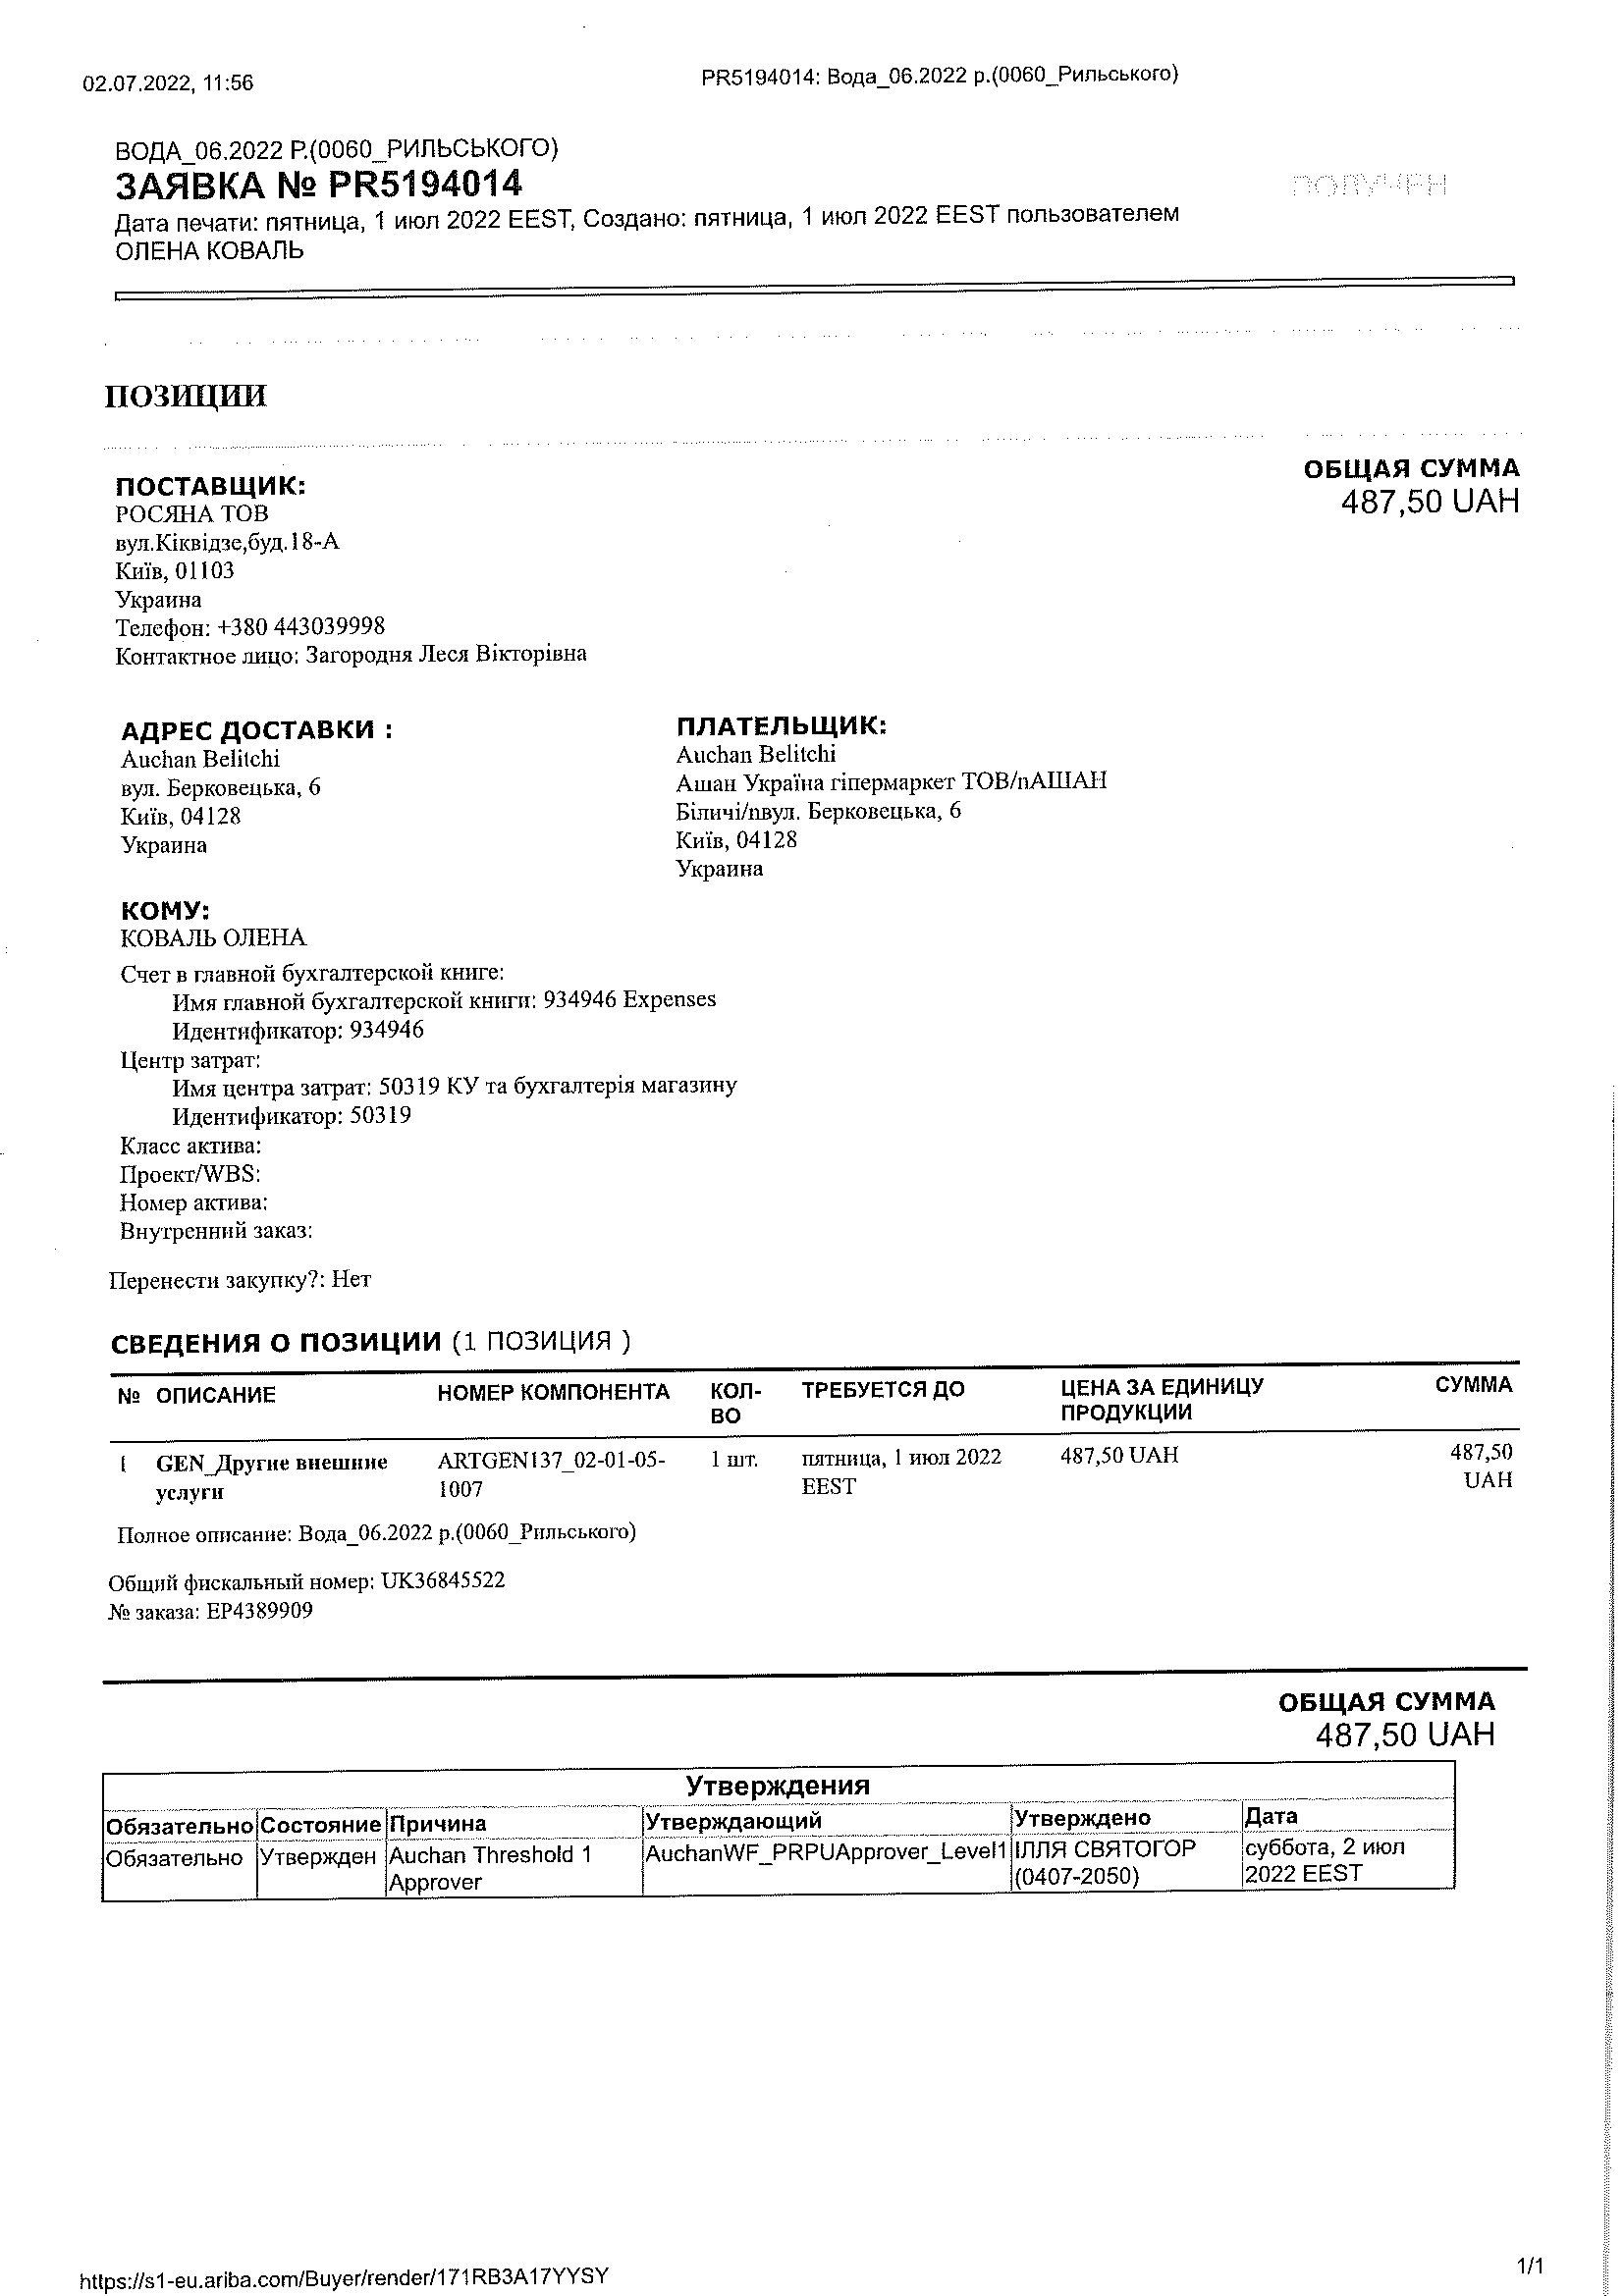 02.07.2022, 11:56
PR5194014: Вода_06.2022 р.(0060_Рильського)
ВОДА_06.2022 Р.(0060_РИЛЬСЬКОГО)
ЗАЯВКА № PR5194014
ПОЛУЧЕН
Дата печати: пятница, 1 июл 2022 EEST, Создано: пятница, 1 июл 2022 EEST пользователем
ОЛЕНА КОВАЛЬ
ПОЗИЦИИ
ПОСТАВЩИК:
РОСЯНА ТОВ
вул.Кіквідзе,буд.18-А
Київ, 01103
Украина
Телефон: +380 443039998
Контактное лицо: Загородня Леся Вікторівна
ОБЩАЯ СУММА
487,50 UAH
АДРЕС ДОСТАВКИ :
Auchan Belitchi
вул. Берковецька, 6
Київ, 04128
Украина
ПЛАТЕЛЬЩИК:
Auchan Belitchi
Ашан Україна гіпермаркет ТОВ/пАШАН
Біличі/пвул. Берковецька, 6
Київ, 04128
Украина
КОМУ:
КОВАЛЬ ОЛЕНА
Счет в главной бухгалтерской книге:
Имя главной бухгалтерской книги: 934946 Expenses
Идентификатор: 934946
Центр затрат:
Имя центра затрат: 50319 КУ та бухгалтерія магазину
Идентификатор: 50319
Класс актива:
Проект/WBS:
Номер актива:
Внутренний заказ:
Перенести закупку?: Нет
СВЕДЕНИЯ О ПОЗИЦИИ (1 ПОЗИЦИЯ )
№ ОПИСАНИЕ НОМЕР КОМПОНЕНТА КОЛ- ТРЕБУЕТСЯ ДО ЦЕНА ЗА ЕДИНИЦУ СУММА
ВО ПРОДУКЦИИ
1 GEN_Другие внешние ARTGEN137_02-01-05- 1 шт. пятница, 1 июл 2022 487,50 UAH 487,50
услуги 1007 EEST UAH
Полное описание: Вода_06.2022 р.(0060_Рильського)
Общий фискальный номер: UK36845522
№ заказа: EP4389909
ОБЩАЯ СУММА
487,50 UAH
Утверждения
Обязательно Состояние Причина Утверждающий Утверждено Дата
Обязательно Утвержден Auchan Threshold 1 AuchanWF_PRPUApprover_Level1 ІЛЛЯ СВЯТОГОР суббота, 2 июл
Approver (0407-2050) 2022 EEST
https://s1-eu.ariba.com/Buyer/render/171RB3A17YYSY
1/1